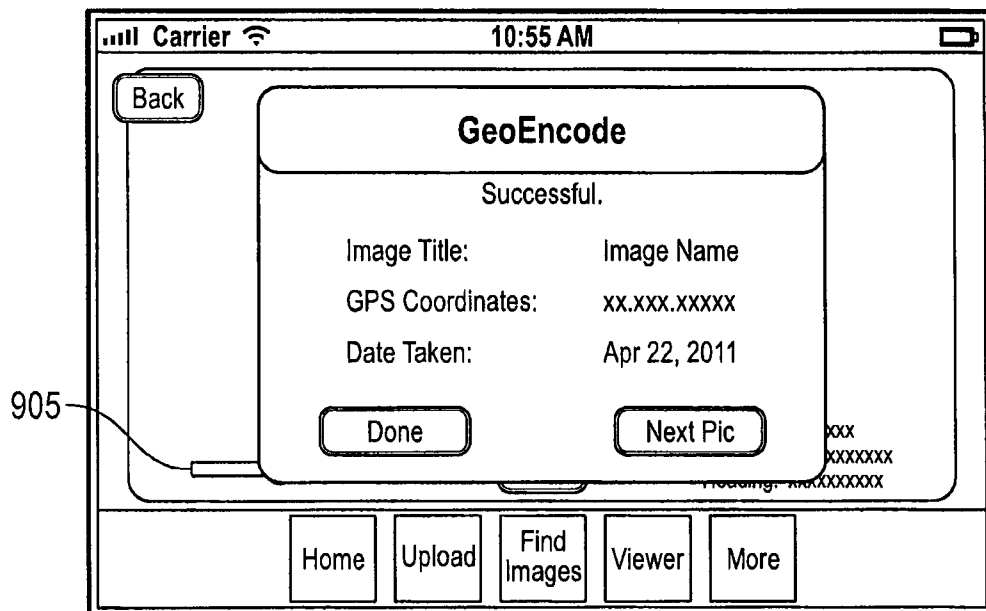 Carrier 10:55 AM
Back
GeoEncode
Successful.
Image Title: Image Name
GPS Coordinates: xx.xxx.xxxxx
Date Taken: Apr 22, 2011
905
Done Next Pic
xxx
xxxxxxx
Heading: xxxxxxxxxx
Home Upload Find Images Viewer More